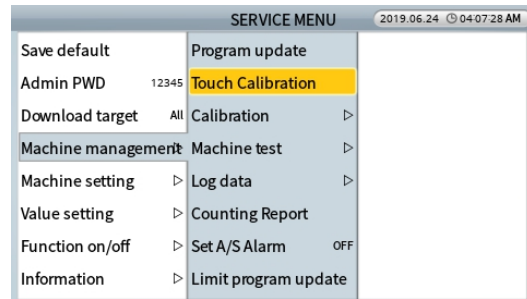 SERVICE MENU
2019.06.24 04:07:28 AM
Save default
Admin PWD 12345
Download target All
Machine management
Machine setting
Value setting
Function on/off
Information
Program update
Touch Calibration
Calibration
Machine test
Log data
Counting Report
Set A/S Alarm OFF
Limit program update